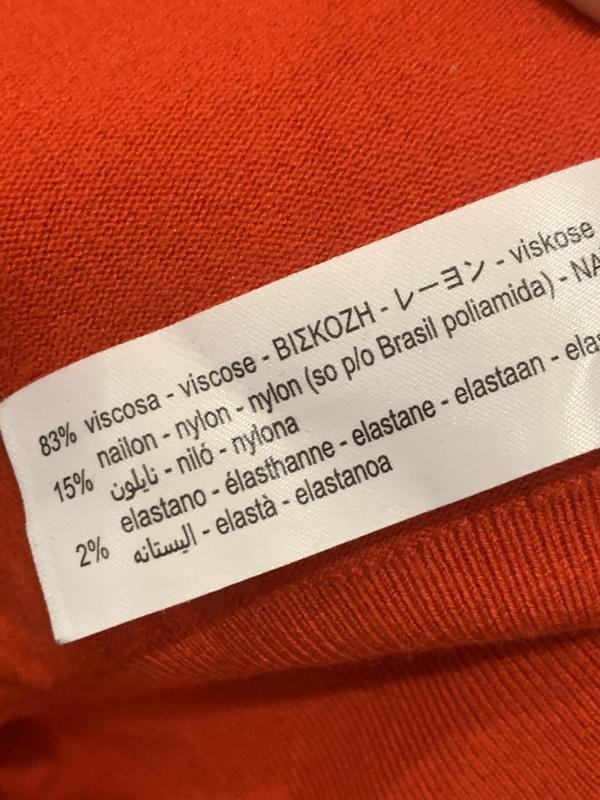 83% viscosa - viscose - ΒΙΣΚΟΖΗ - レーヨン - viskose
15% nailon - nylon - nylon (so p/o Brasil poliamida) -
نايلون - niló - nylona
2% elastano - élasthanne - elastane - elastaan -
اليستانه - elastà - elastanoa